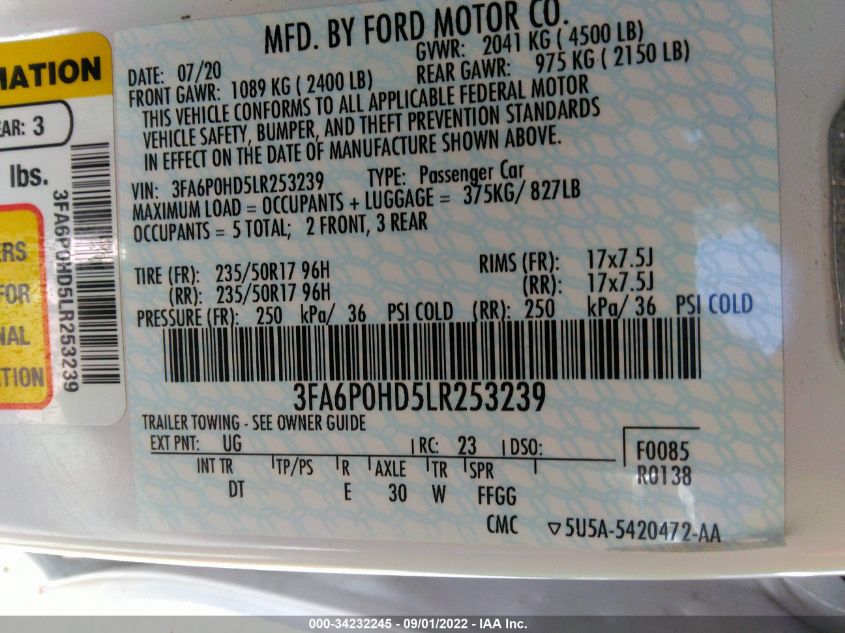 MFD. BY FORD MOTOR CO.
DATE: 07/20 GVWR: 2041 KG ( 4500 LB)
FRONT GAWR: 1089 KG ( 2400 LB) REAR GAWR: 975 KG ( 2150 LB)
THIS VEHICLE CONFORMS TO ALL APPLICABLE FEDERAL MOTOR
VEHICLE SAFETY, BUMPER, AND THEFT PREVENTION STANDARDS
IN EFFECT ON THE DATE OF MANUFACTURE SHOWN ABOVE.
VIN: 3FA6P0HD5LR253239 TYPE: Passenger Car
MAXIMUM LOAD = OCCUPANTS + LUGGAGE = 375KG/ 827LB
OCCUPANTS = 5 TOTAL; 2 FRONT, 3 REAR
TIRE (FR): 235/50R17 96H RIMS (FR): 17x7.5J
(RR): 235/50R17 96H (RR): 17x7.5J
PRESSURE (FR): 250 kPa/ 36 PSI COLD (RR): 250 kPa/ 36 PSI COLD
3FA6P0HD5LR253239
TRAILER TOWING - SEE OWNER GUIDE
EXT PNT: UG RC: 23 DSO: F0085
INT TR TP/PS R AXLE TR SPR R0138
DT E 30 W FFGG
CMC ▽5U5A-5420472-AA
MATION
EAR: 3
lbs.
3FA6P0HD5LR253239
ERS
FOR
NAL
TION
000-34232245 - 09/01/2022 - IAA Inc.